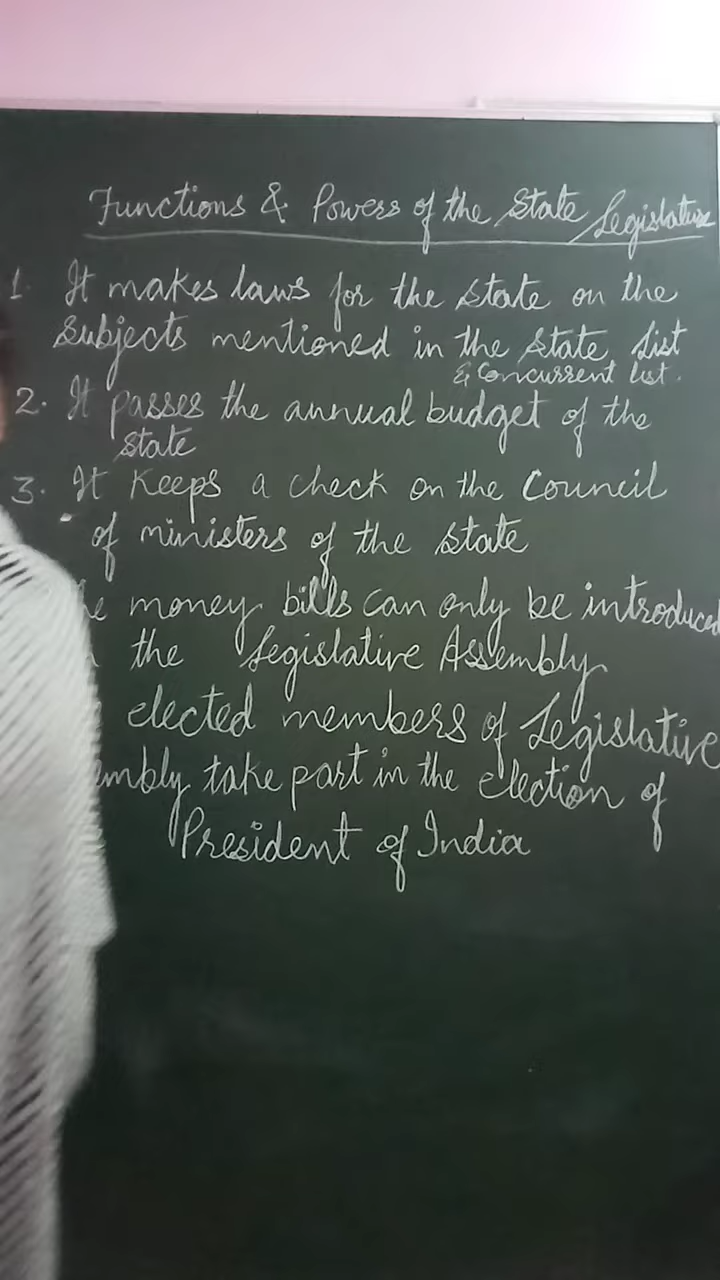 Functions & Powers of the State Legislature
1. It makes laws for the state on the
subjects mentioned in the state list
& Concurrent list.
2. It passes the annual budget of the
state
3. It keeps a check on the Council
of ministers of the state
money bills can only be introduced
the Legislative Assembly
elected members of Legislative
take part in the election of
President of India